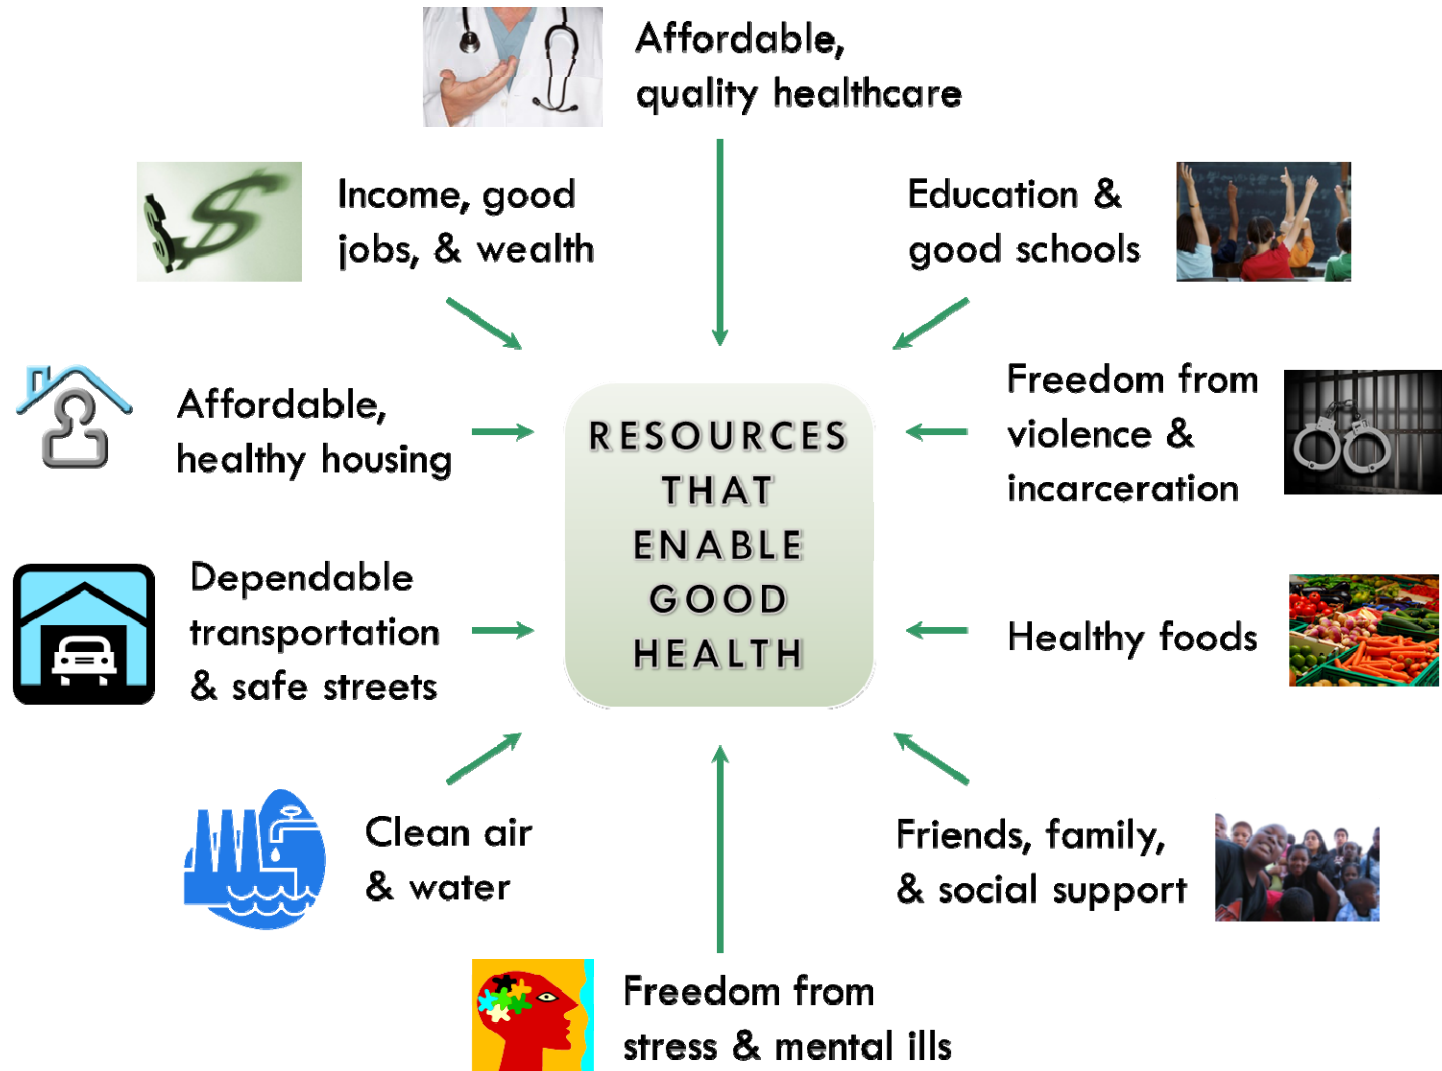 Affordable,
quality healthcare
Income, good
jobs, & wealth
Education &
good schools
Affordable,
healthy housing
RESOURCES
THAT
ENABLE
GOOD
HEALTH
Freedom from
violence &
incarceration
Dependable
transportation
& safe streets
Healthy foods
Clean air
& water
Friends, family,
& social support
Freedom from
stress & mental ills